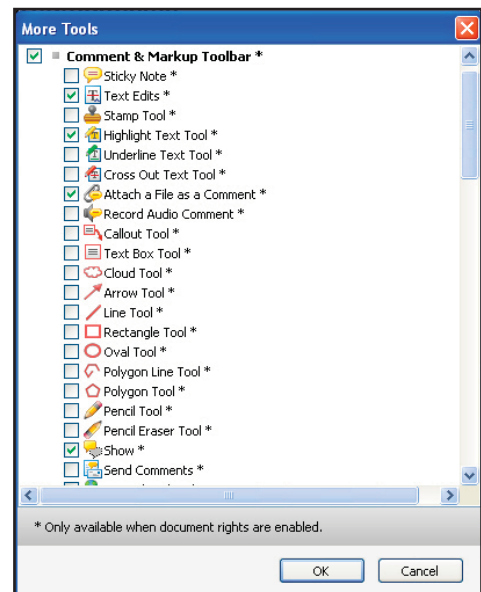 More Tools
Comment & Markup Toolbar *
Sticky Note *
Text Edits *
Stamp Tool *
Highlight Text Tool *
Underline Text Tool *
Cross Out Text Tool *
Attach a File as a Comment *
Record Audio Comment *
Callout Tool *
Text Box Tool *
Cloud Tool *
Arrow Tool *
Line Tool *
Rectangle Tool *
Oval Tool *
Polygon Line Tool *
Polygon Tool *
Pencil Tool *
Pencil Eraser Tool *
Show *
Send Comments *
* Only available when document rights are enabled.
OK Cancel